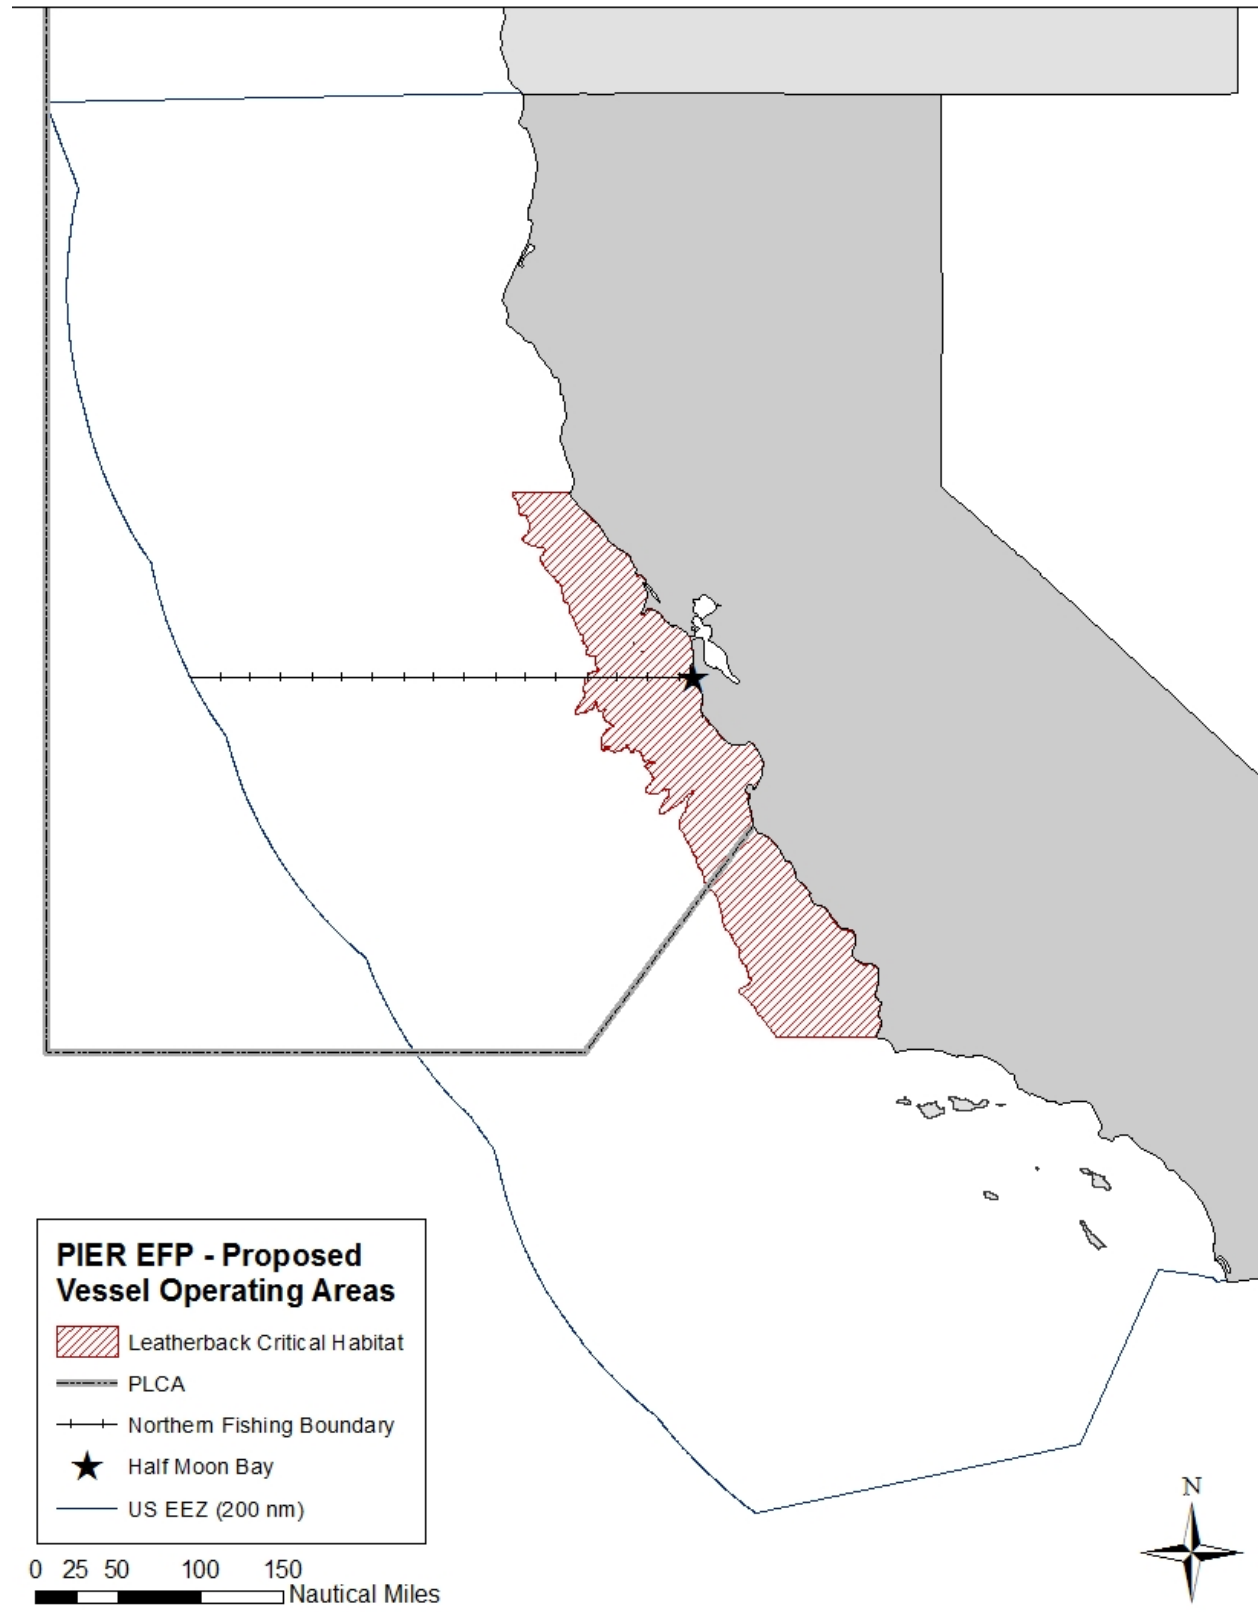 PIER EFP - Proposed
Vessel Operating Areas
Leatherback Critical Habitat
PLCA
Northern Fishing Boundary
Half Moon Bay
US EEZ (200 nm)
N
0 25 50 100 150
Nautical Miles